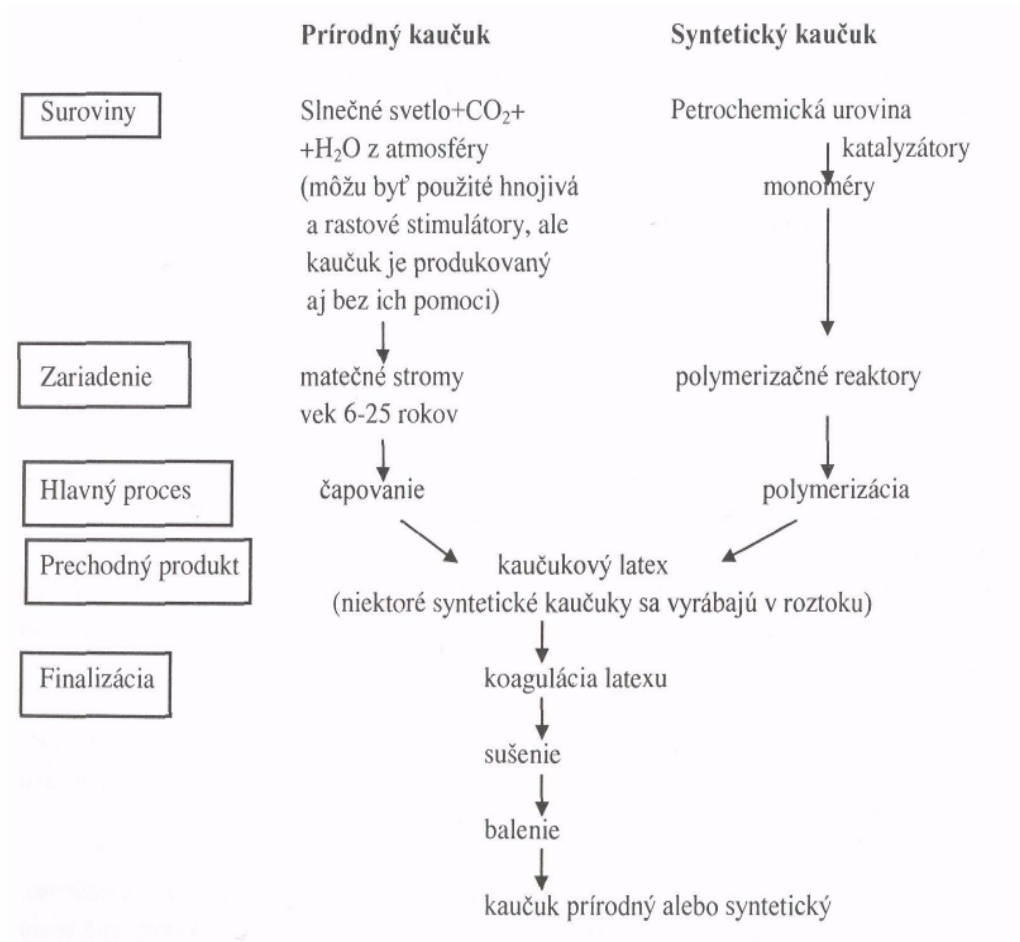 Prírodný kaučuk Syntetický kaučuk
Suroviny Slnečné svetlo+CO₂+ Petrochemická urovina
+H₂O z atmosféry katalyzátory
(môžu byť použité hnojivá monoméry
a rastové stimulátory, ale
kaučuk je produkovaný
aj bez ich pomoci)
Zariadenie matečné stromy polymerizačné reaktory
vek 6-25 rokov
Hlavný proces čapovanie polymerizácia
Prechodný produkt kaučukový latex
(niektoré syntetické kaučuky sa vyrábajú v roztoku)
Finalizácia koagulácia latexu
sušenie
balenie
kaučuk prírodný alebo syntetický